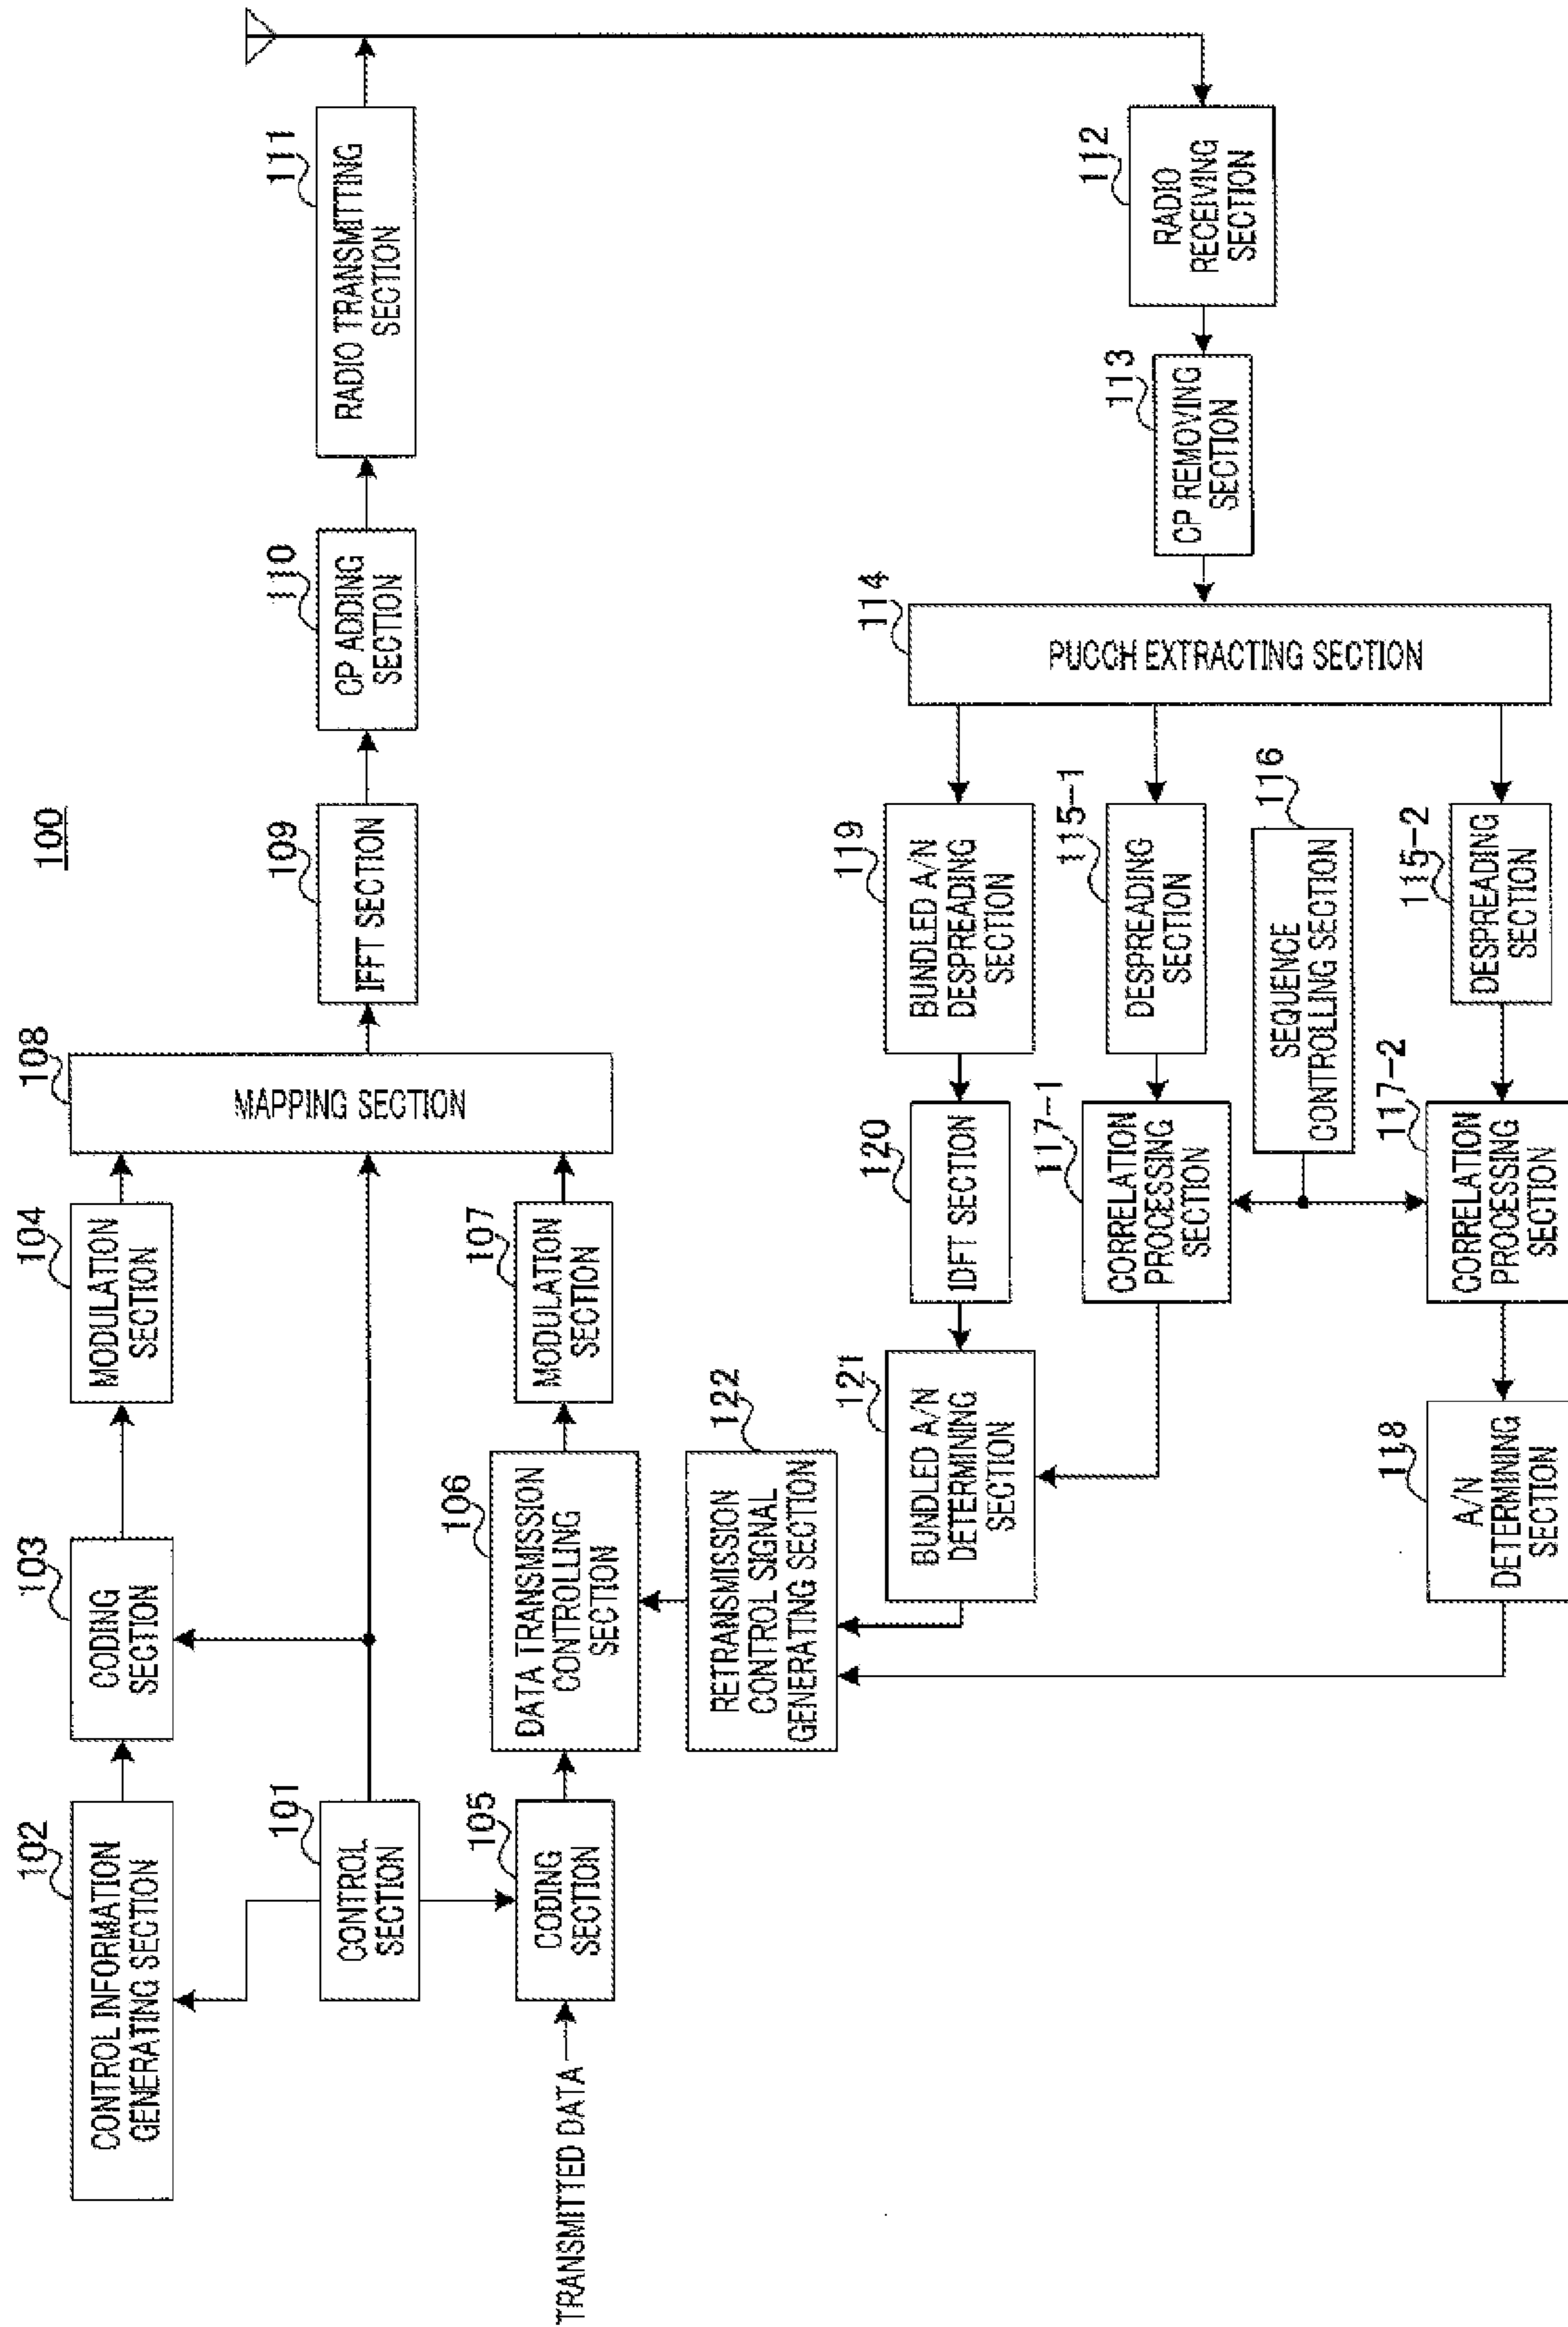 100
102
CONTROL INFORMATION
GENERATING SECTION
103
CODING
SECTION
104
MODULATION
SECTION
108
MAPPING SECTION
109
IFFT SECTION
110
CP ADDING
SECTION
111
RADIO TRANSMITTING
SECTION
101
CONTROL
SECTION
TRANSMITTED DATA
105
CODING
SECTION
106
DATA TRANSMISSION
CONTROLLING
SECTION
107
MODULATION
SECTION
122
RETRANSMISSION
CONTROL SIGNAL
GENERATING SECTION
121
BUNDLED A/N
DETERMINING
SECTION
120
IDFT SECTION
119
BUNDLED A/N
DESPREADING
SECTION
114
PUCCH EXTRACTING SECTION
113
CP REMOVING
SECTION
112
RADIO
RECEIVING
SECTION
117-1
CORRELATION
PROCESSING
SECTION
115-1
DESPREADING
SECTION
116
SEQUENCE
CONTROLLING SECTION
118
A/N
DETERMINING
SECTION
117-2
CORRELATION
PROCESSING
SECTION
115-2
DESPREADING
SECTION